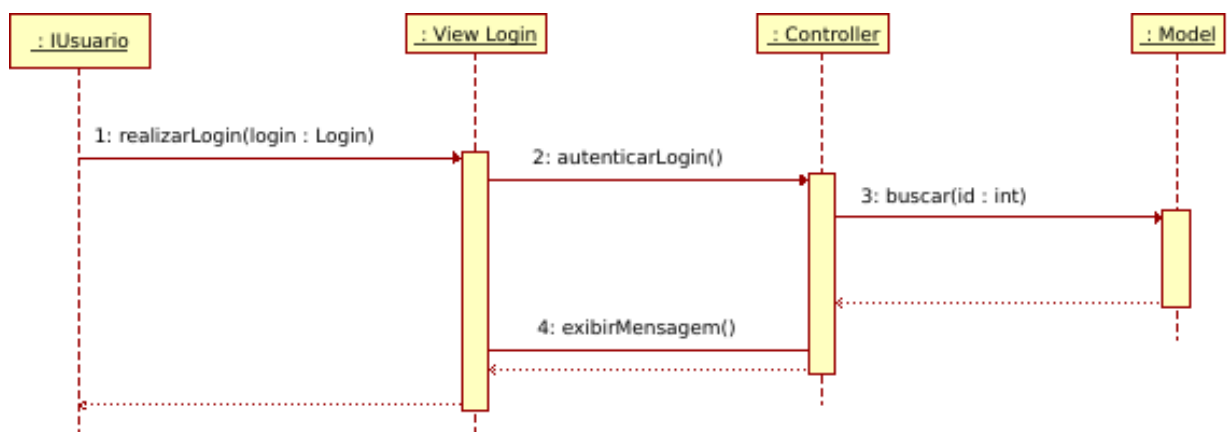 : IUsuario
: View Login
: Controller
: Model
1: realizarLogin(login : Login)
2: autenticarLogin()
3: buscar(id : int)
4: exibirMensagem()